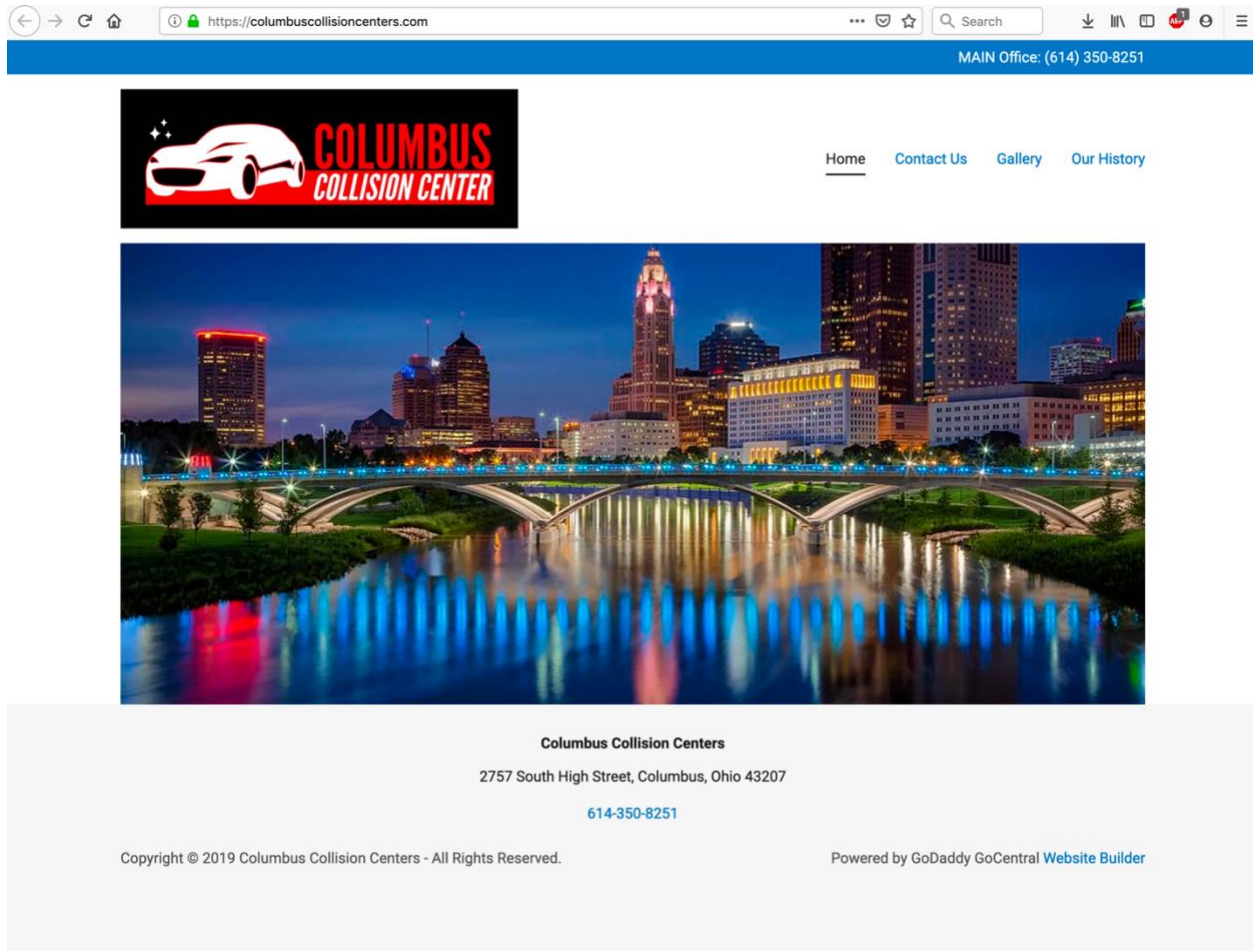 https://columbuscollisioncenters.com
Search
ABP
1
MAIN Office: (614) 350-8251
COLUMBUS
COLLISION CENTER
Home Contact Us Gallery Our History
Columbus Collision Centers
2757 South High Street, Columbus, Ohio 43207
614-350-8251
Copyright © 2019 Columbus Collision Centers - All Rights Reserved. Powered by GoDaddy GoCentral Website Builder